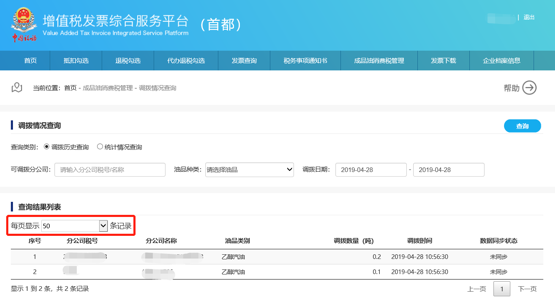 增值税发票综合服务平台 （首都）
Value Added Tax Invoice Integrated Service Platform
| 退出
中国税务
首页 抵扣勾选 退税勾选 代办退税勾选 发票查询 税务事项通知书 成品油消费税管理 发票下载 企业档案信息
当前位置：首页 - 成品油消费税管理 - 调拨情况查询 帮助
调拨情况查询 查询
查询类别： 调拨历史查询 统计情况查询
可调拨分公司： 请输入分公司税号/名称 油品种类： 请选择油品 调拨日期： 2019-04-28 - 2019-04-28
查询结果列表
每页显示 50 条记录
序号 分公司税号 分公司名称 油品类别 调拨数量（吨） 调拨时间 数据同步状态
1 乙醇汽油 0.2 2019-04-28 10:56:30 未同步
2 乙醇汽油 0.1 2019-04-28 10:56:30 未同步
显示 1 到 2 条，共 2 条记录 上一页 1 下一页